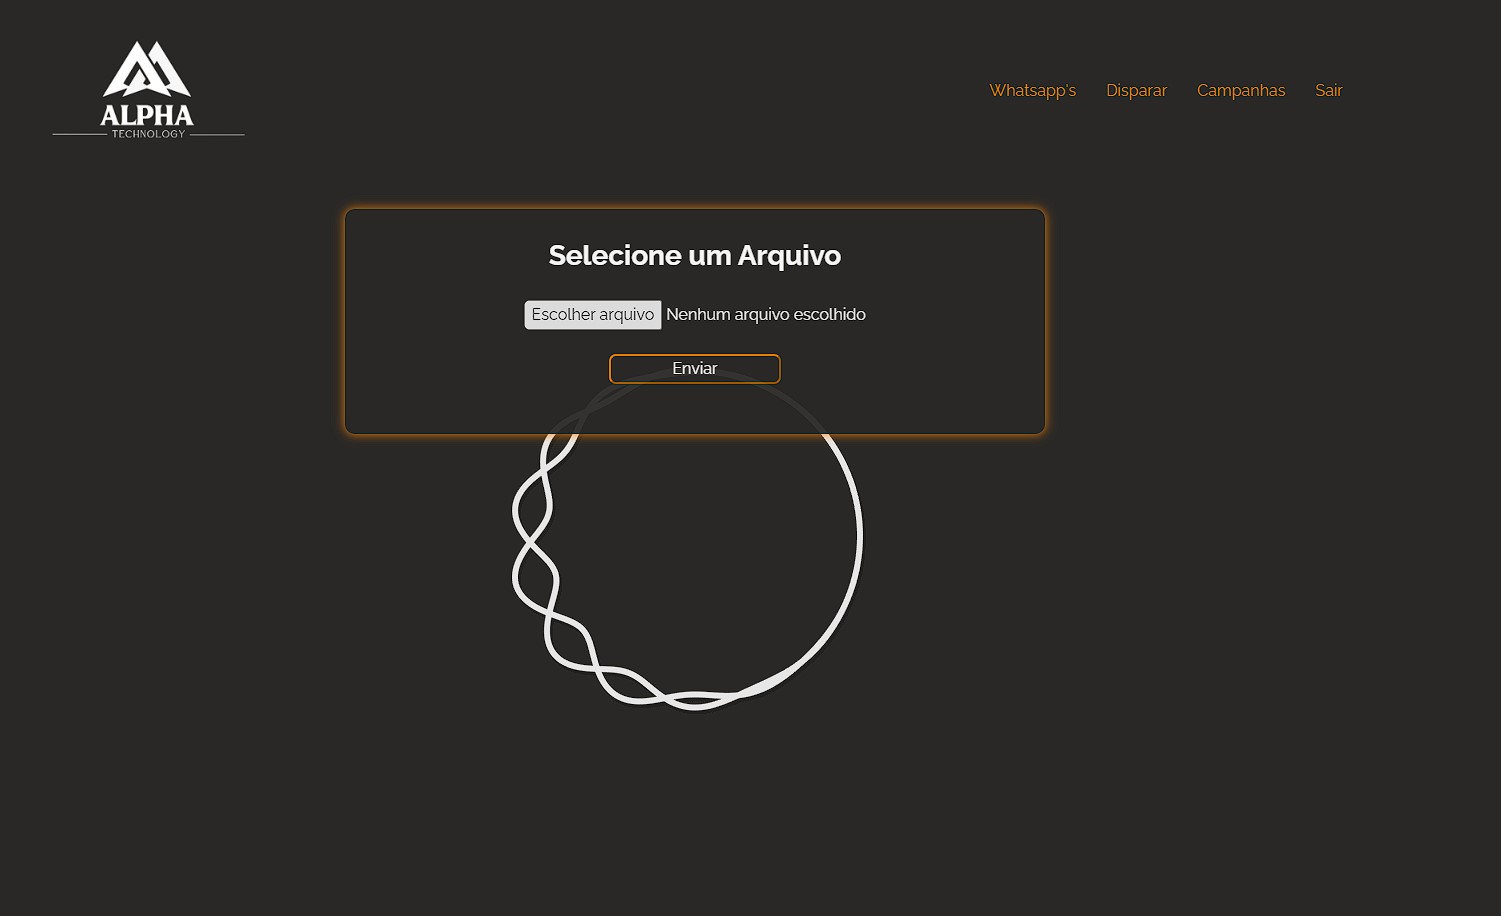 ALPHA
TECHNOLOGY
Whatsapp's Disparar Campanhas Sair
Selecione um Arquivo
Escolher arquivo Nenhum arquivo escolhido
Enviar